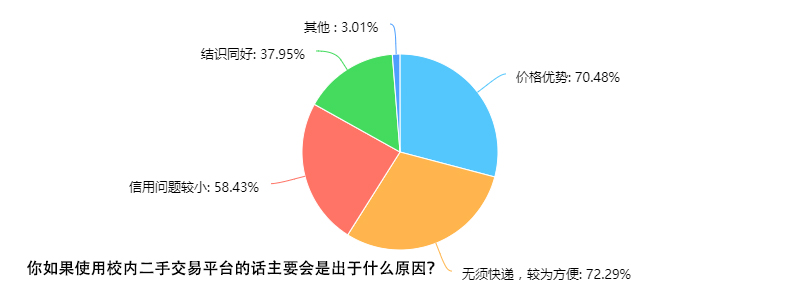 其他 : 3.01%
结识同好: 37.95%
价格优势: 70.48%
信用问题较小: 58.43%
你如果使用校内二手交易平台的话主要会是出于什么原因?
无须快递，较为方便: 72.29%